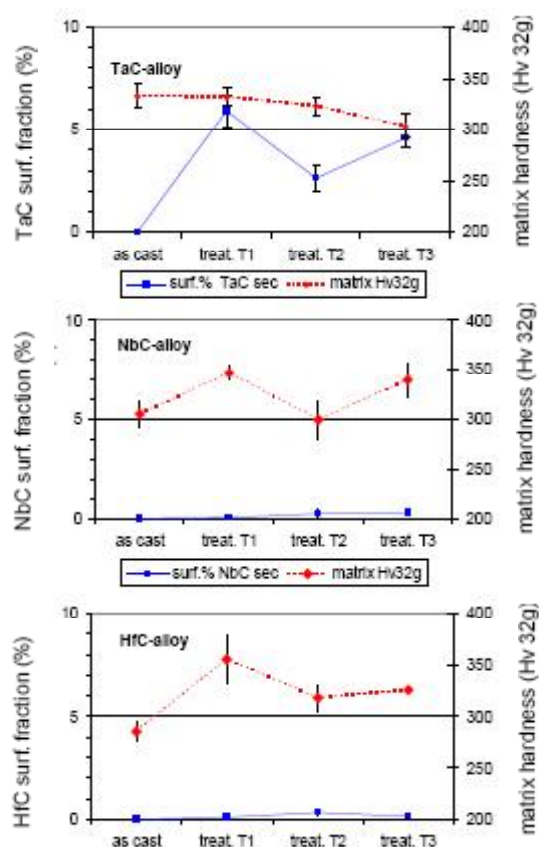 TaC surf. fraction (%)
10
5
0
TaC-alloy
400
350
300
250
200
matrix hardness (Hv 32g)
as cast treat. T1 treat. T2 treat. T3
surf.% TaC sec matrix Hv32g
NbC surf. fraction (%)
10
5
0
NbC-alloy
400
350
300
250
200
matrix hardness (Hv 32g)
as cast treat. T1 treat. T2 treat. T3
surf.% NbC sec matrix Hv32g
HfC surf. fraction (%)
10
5
0
HfC-alloy
400
350
300
250
200
matrix hardness (Hv 32g)
as cast treat. T1 treat. T2 treat. T3